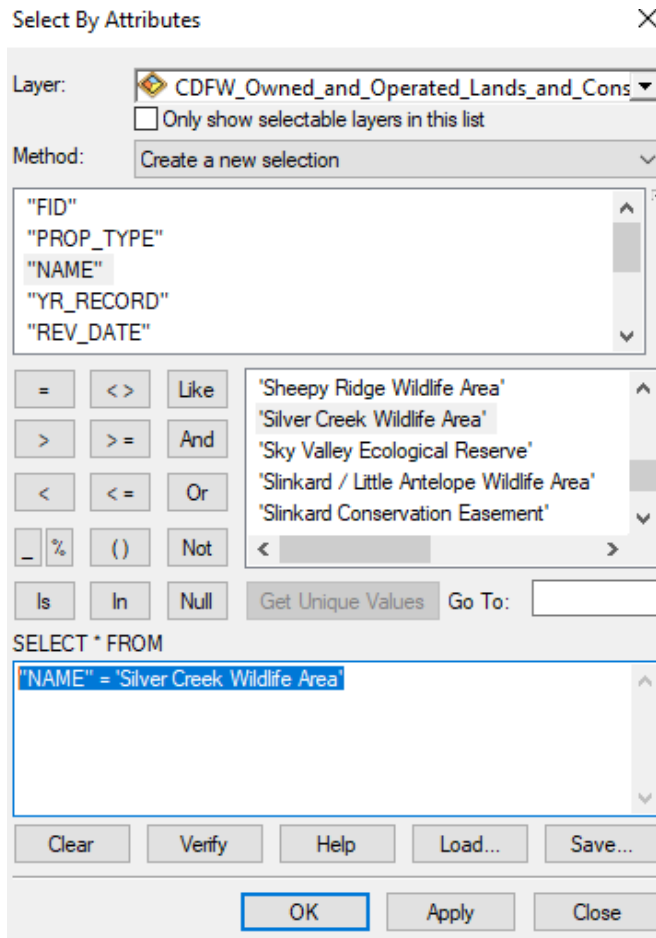 Select By Attributes
Layer: CDFW_Owned_and_Operated_Lands_and_Cons
Only show selectable layers in this list
Method: Create a new selection
"FID"
"PROP_TYPE"
"NAME"
"YR_RECORD"
"REV_DATE"
= < > Like
> > = And
< < = Or
_ % ( ) Not
Is In Null
'Sheepy Ridge Wildlife Area'
'Silver Creek Wildlife Area'
'Sky Valley Ecological Reserve'
'Slinkard / Little Antelope Wildlife Area'
'Slinkard Conservation Easement'
Get Unique Values Go To:
SELECT * FROM
"NAME" = 'Silver Creek Wildlife Area'
Clear Verify Help Load... Save...
OK Apply Close